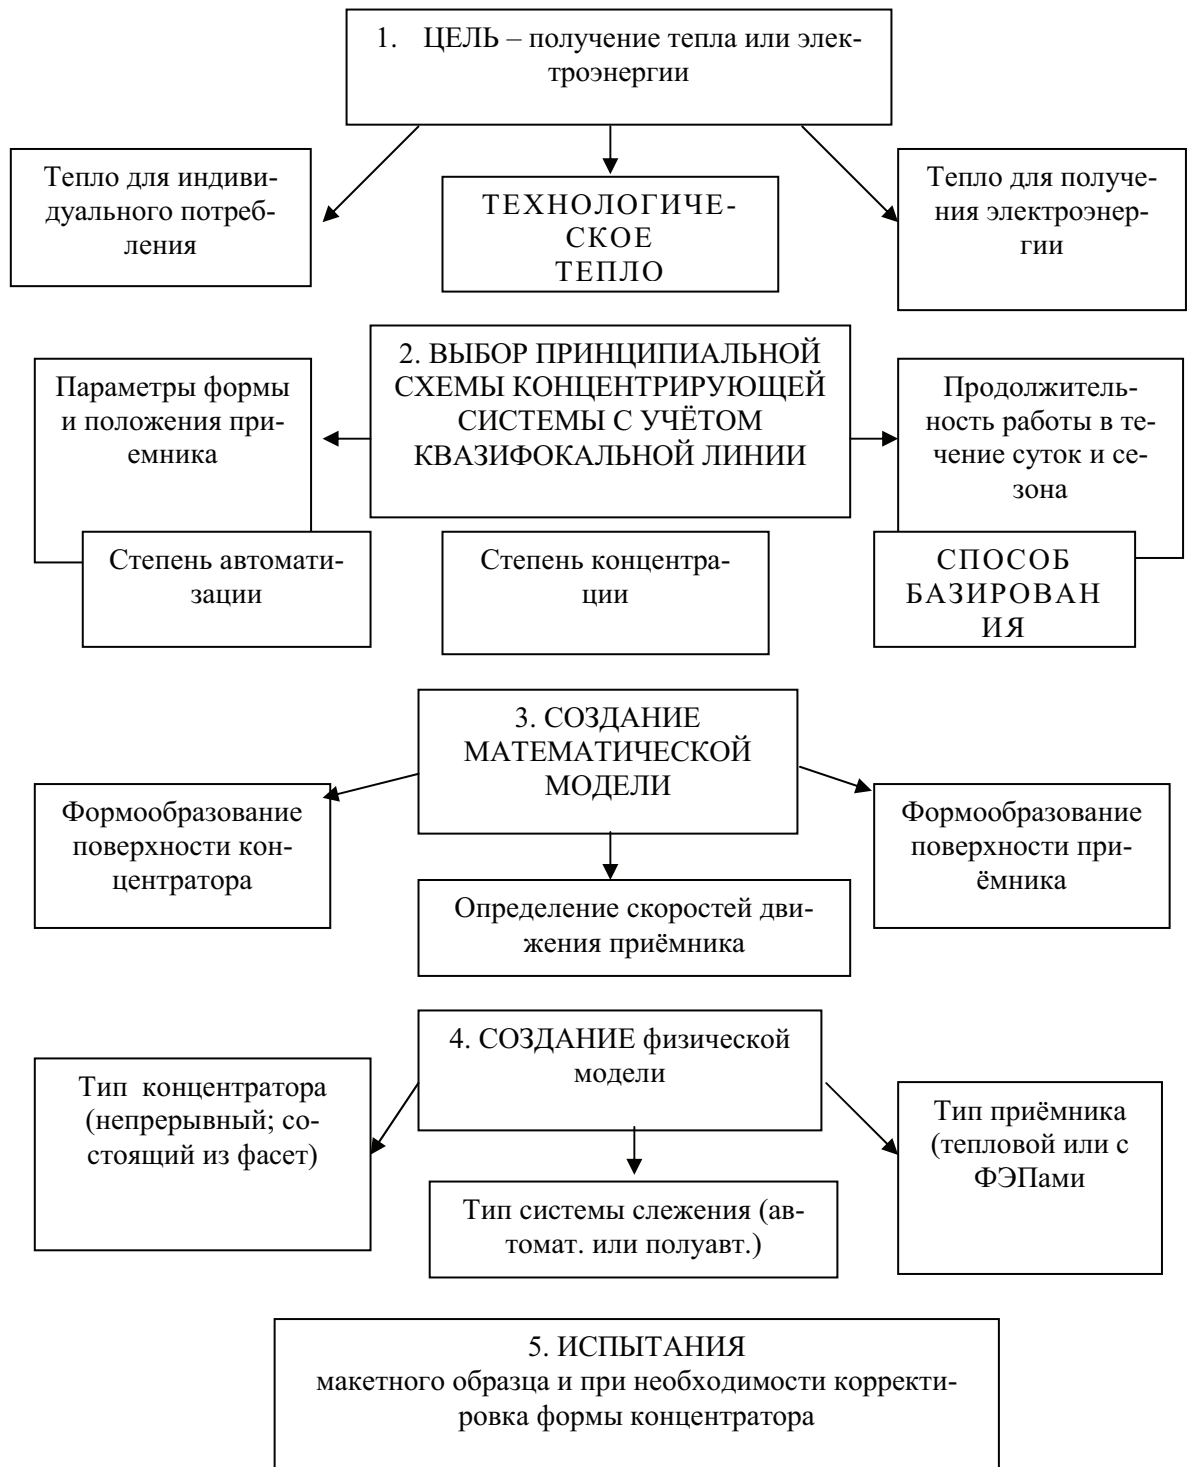 1. ЦЕЛЬ – получение тепла или элек-
троэнергии
Тепло для индиви-
дуального потреб-
ления
ТЕХНОЛОГИЧЕ-
СКОЕ
ТЕПЛО
Тепло для получе-
ния электроэнер-
гии
2. ВЫБОР ПРИНЦИПИАЛЬНОЙ
СХЕМЫ КОНЦЕНТРИРУЮЩЕЙ
СИСТЕМЫ С УЧЁТОМ
КВАЗИФОКАЛЬНОЙ ЛИНИИ
Параметры формы
и положения при-
емника
Продолжитель-
ность работы в те-
чение суток и се-
зона
Степень автомати-
зации
Степень концентра-
ции
СПОСОБ
БАЗИРОВАН
ИЯ
3. СОЗДАНИЕ
МАТЕМАТИЧЕСКОЙ
МОДЕЛИ
Формообразование
поверхности кон-
центратора
Формообразование
поверхности при-
ёмника
Определение скоростей дви-
жения приёмника
4. СОЗДАНИЕ физической
модели
Тип концентратора
(непрерывный; со-
стоящий из фасет)
Тип приёмника
(тепловой или с
ФЭПами
Тип системы слежения (ав-
томат. или полуавт.)
5. ИСПЫТАНИЯ
макетного образца и при необходимости корректи-
ровка формы концентратора